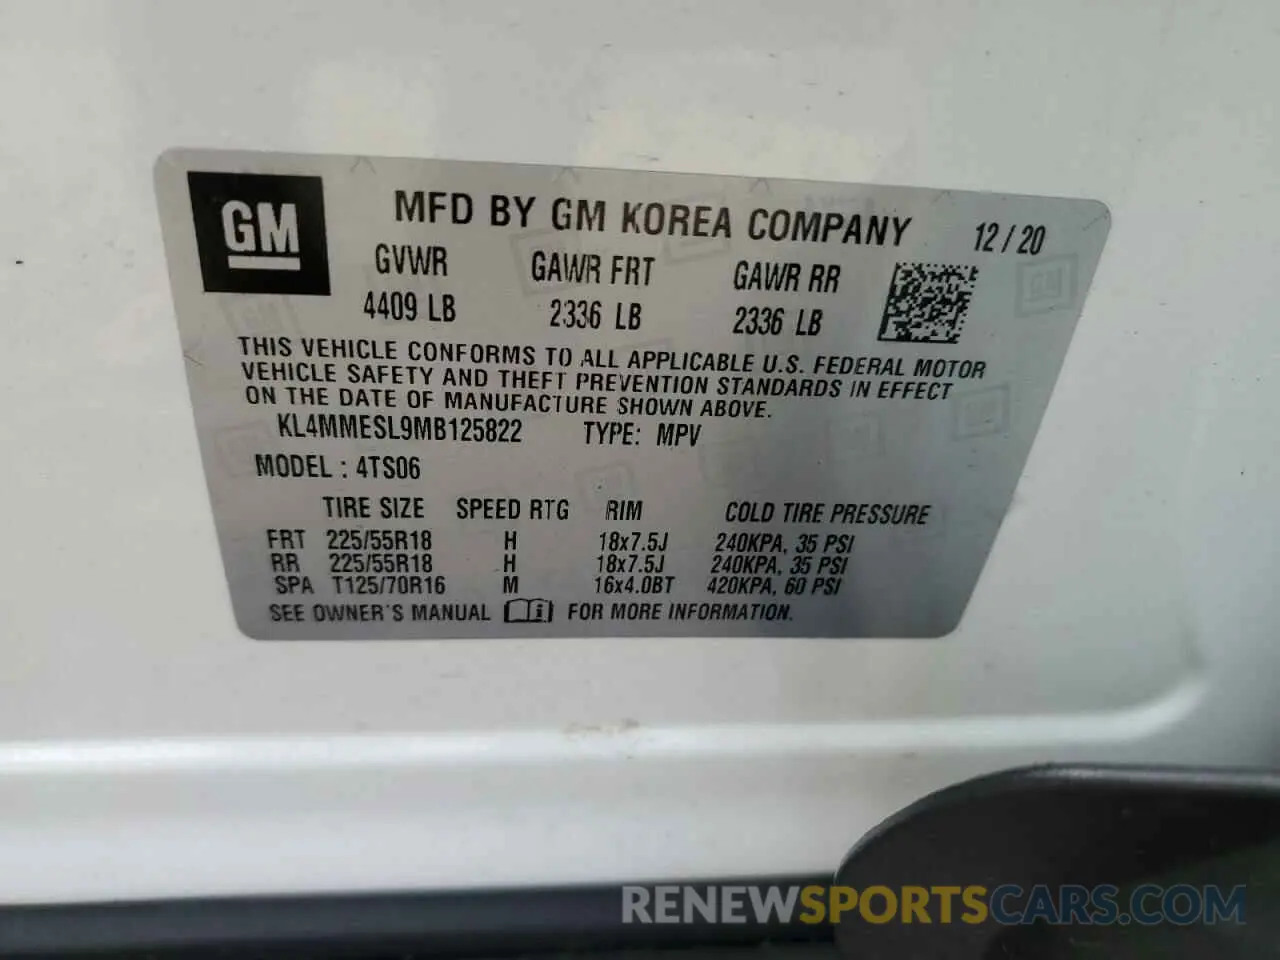 GM
MFD BY GM KOREA COMPANY 12/20
GVWR GAWR FRT GAWR RR
4409 LB 2336 LB 2336 LB
THIS VEHICLE CONFORMS TO ALL APPLICABLE U.S. FEDERAL MOTOR
VEHICLE SAFETY AND THEFT PREVENTION STANDARDS IN EFFECT
ON THE DATE OF MANUFACTURE SHOWN ABOVE.
KL4MMESL9MB125822 TYPE: MPV
MODEL : 4TS06
TIRE SIZE SPEED RTG RIM COLD TIRE PRESSURE
FRT 225/55R18 H 18x7.5J 240KPA, 35 PSI
RR 225/55R18 H 18x7.5J 240KPA, 35 PSI
SPA T125/70R16 M 16x4.0BT 420KPA, 60 PSI
SEE OWNER'S MANUAL i FOR MORE INFORMATION.
RENEWSPORTSCARS.COM